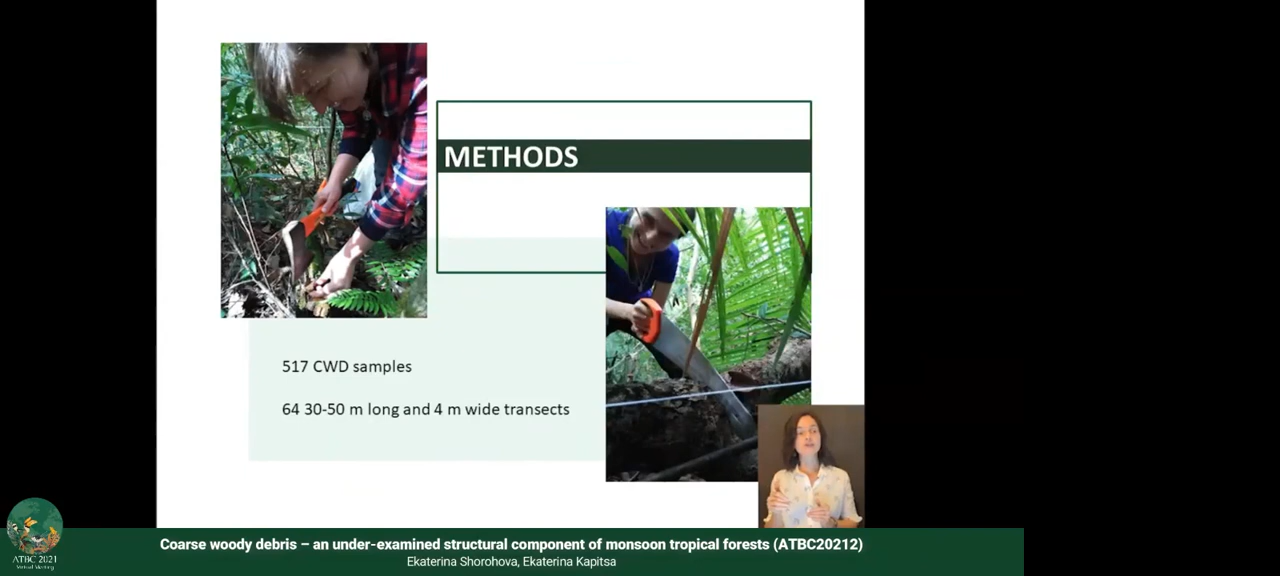 METHODS
517 CWD samples
64 30-50 m long and 4 m wide transects
ATBC 2021
Virtual Meeting
Coarse woody debris – an under-examined structural component of monsoon tropical forests (ATBC20212)
Ekaterina Shorohova, Ekaterina Kapitsa